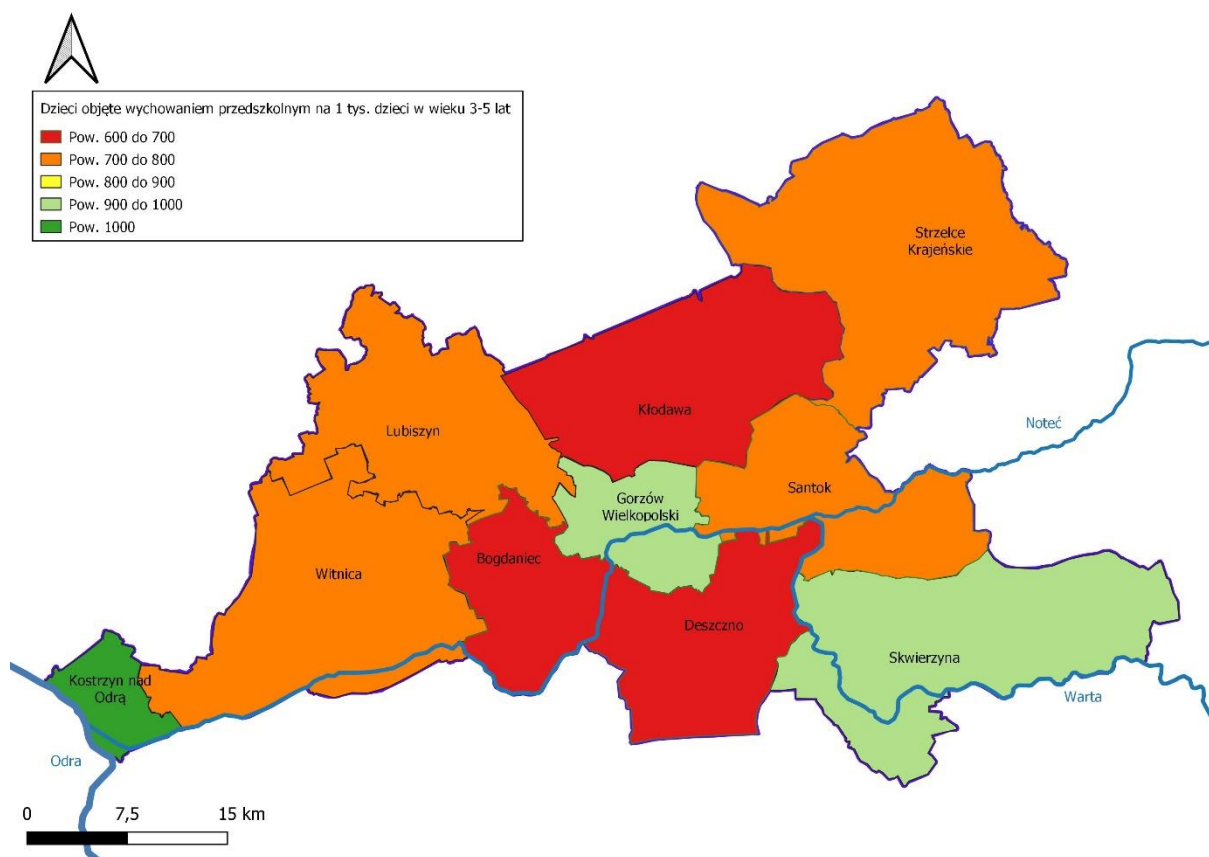 Dzieci objęte wychowaniem przedszkolnym na 1 tys. dzieci w wieku 3-5 lat
Pow. 600 do 700
Pow. 700 do 800
Pow. 800 do 900
Pow. 900 do 1000
Pow. 1000
Strzelce
Krajeńskie
Kłodawa
Noteć
Lubiszyn
Santok
Gorzów
Wielkopolski
Bogdaniec
Witnica
Deszczno
Skwierzyna
Kostrzyn nad
Odrą
Warta
Odra
0 7,5 15 km